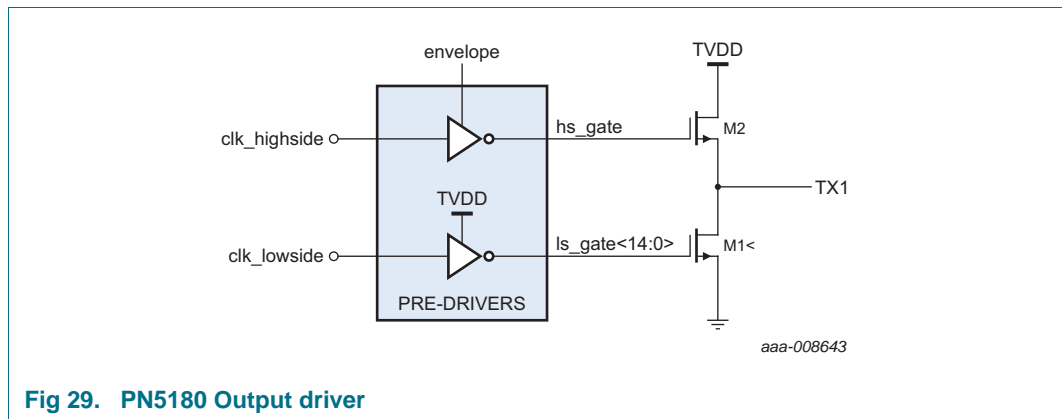 envelope
TVDD
clk_highside
hs_gate
M2
TVDD
TX1
clk_lowside
ls_gate<14:0>
M1<
PRE-DRIVERS
aaa-008643
Fig 29. PN5180 Output driver